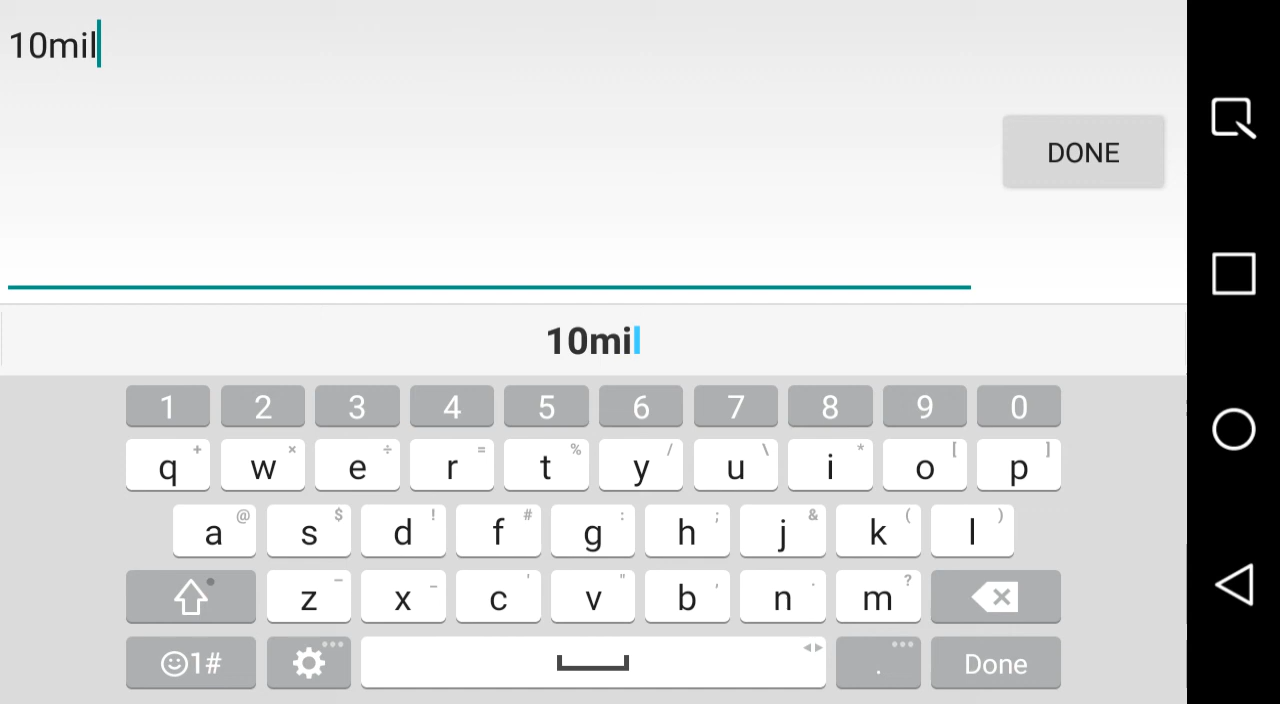 10mil
DONE
10mil
1 2 3 4 5 6 7 8 9 0
+ × ÷ = % / \ * [ ]
q w e r t y u i o p
@ $ ! # : ; & ( )
a s d f g h j k l
– _ ' " , . ?
z x c v b n m
1# . Done